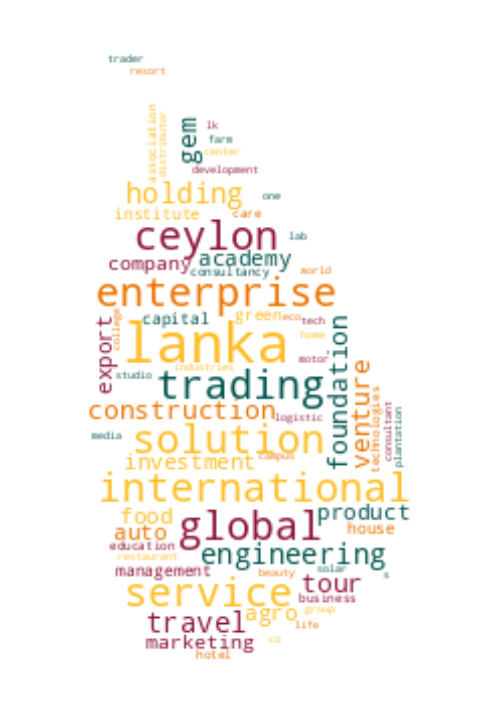 trader
resort
association
distributor
gem
lk
farm
center
development
holding
one
institute
care
ceylon
lab
company
academy
consultancy
world
enterprise
export
college
capital
green
eco
tech
lanka
home
foundation
motor
industries
studio
trading
venture
technologies
construction
logistic
consultant
plantation
media
solution
investment
campus
international
food
product
auto
global
house
education
engineering
restaurant
management
beauty
solar
s
service
tour
business
agro
group
travel
life
marketing
co
hotel